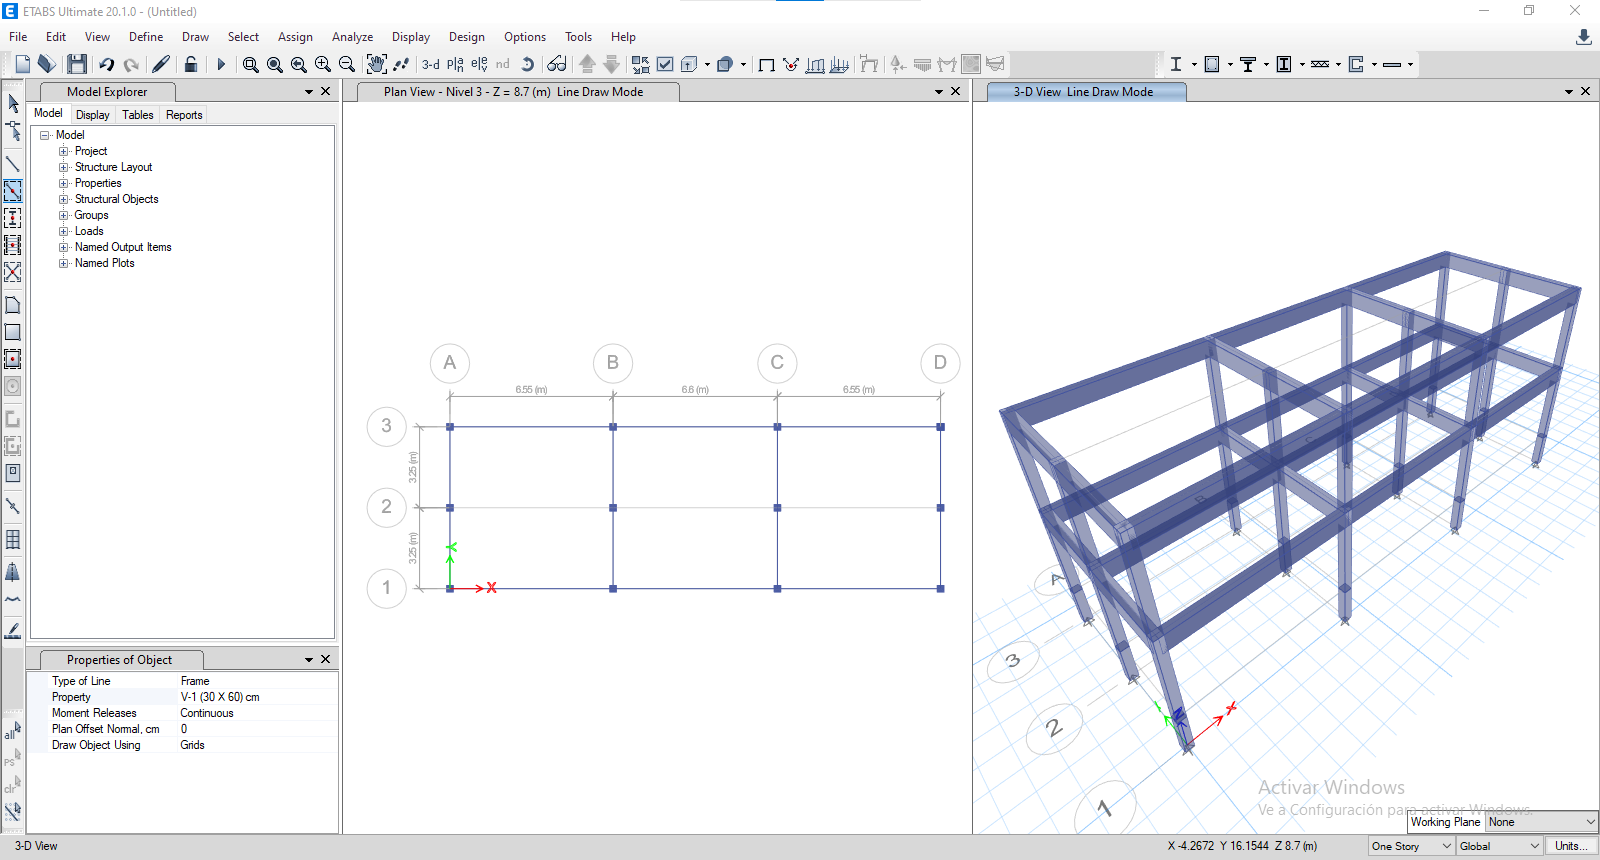 ETABS Ultimate 20.1.0 - (Untitled)
File Edit View Define Draw Select Assign Analyze Display Design Options Tools Help
3-d nd
Model Explorer
Plan View - Nivel 3 - Z = 8.7 (m) Line Draw Mode
3-D View Line Draw Mode
Model Display Tables Reports
Model
Project
Structure Layout
Properties
Structural Objects
Groups
Loads
Named Output Items
Named Plots
A B C D
6.55 (m) 6.6 (m) 6.55 (m)
3
3.25 (m)
2
3.25 (m)
1
Y
X
A
3
2
1
C
B
X
Properties of Object
Type of Line Frame
Property V-1 (30 X 60) cm
Moment Releases Continuous
Plan Offset Normal, cm 0
Draw Object Using Grids
all
ps
clr
Activar Windows
Ve a Configuración para activar Windows.
Working Plane None
3-D View
X -4.2672 Y 16.1544 Z 8.7 (m)
One Story
Global
Units...